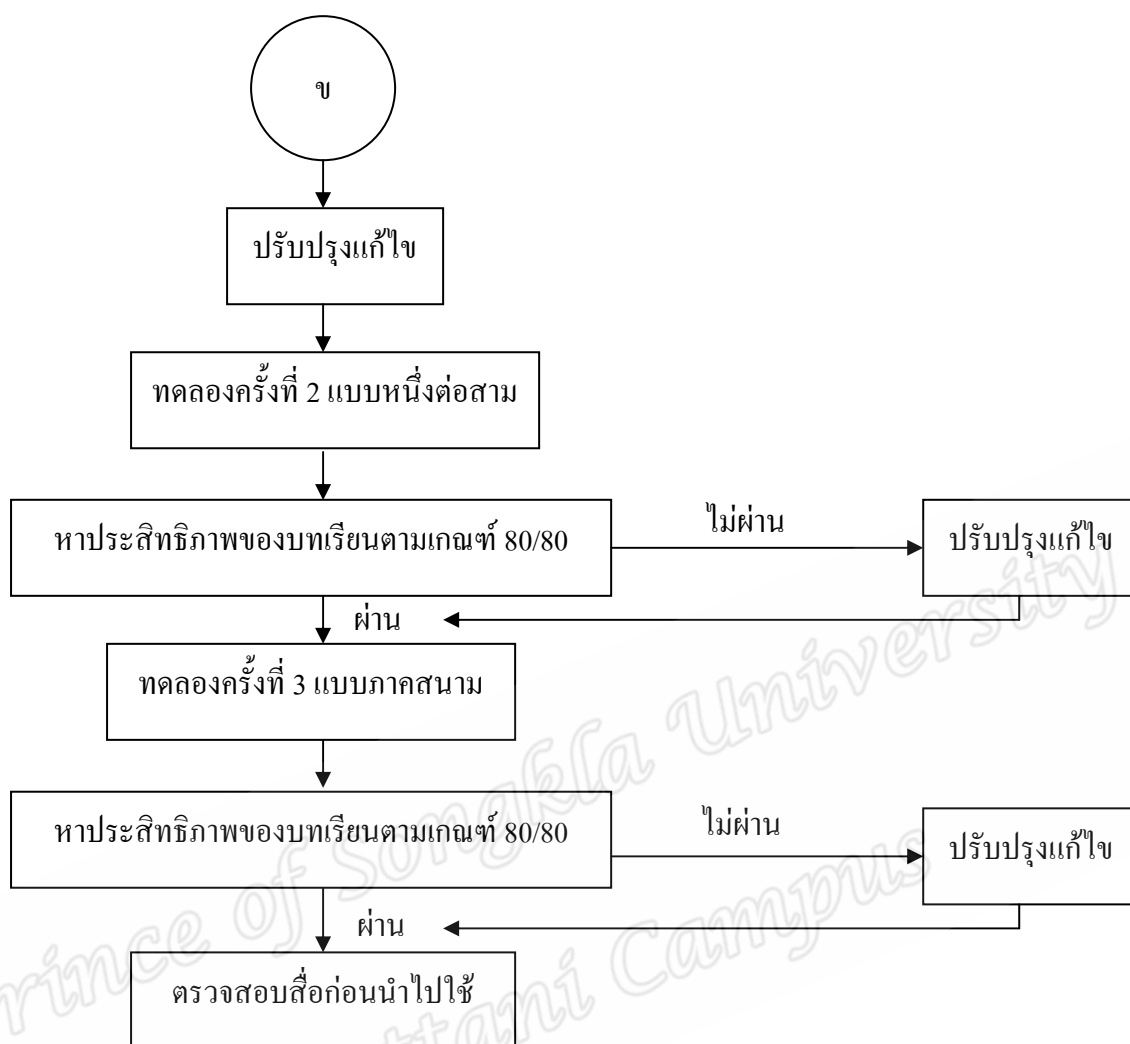 ข
ปรับปรุงแก้ไข
ทดลองครั้งที่ 2 แบบหนึ่งต่อสาม
หาประสิทธิภาพของบทเรียนตามเกณฑ์ 80/80
ไม่ผ่าน
ปรับปรุงแก้ไข
ผ่าน
ทดลองครั้งที่ 3 แบบภาคสนาม
หาประสิทธิภาพของบทเรียนตามเกณฑ์ 80/80
ไม่ผ่าน
ปรับปรุงแก้ไข
ผ่าน
ตรวจสอบสื่อก่อนนำไปใช้
Prince of Songkla University
Pattani Campus